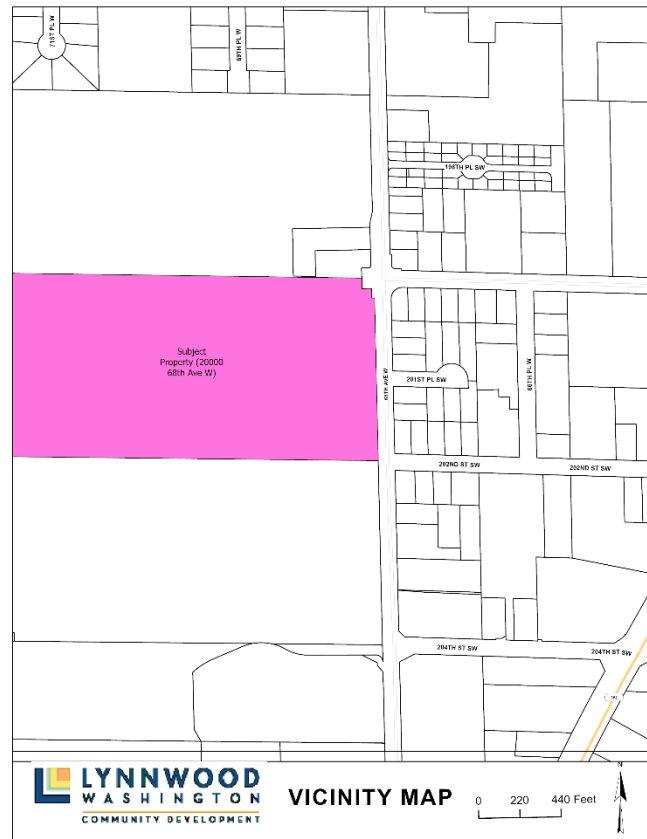 71ST PL W
69TH PL W
196TH PL SW
Subject
Property (20000
68th Ave W)
68TH AVE W
201ST PL SW
66TH PL W
202ND ST SW
202ND ST SW
204TH ST SW
204TH ST SW
LYNNWOOD
WASHINGTON
COMMUNITY DEVELOPMENT
VICINITY MAP
0 220 440 Feet
N